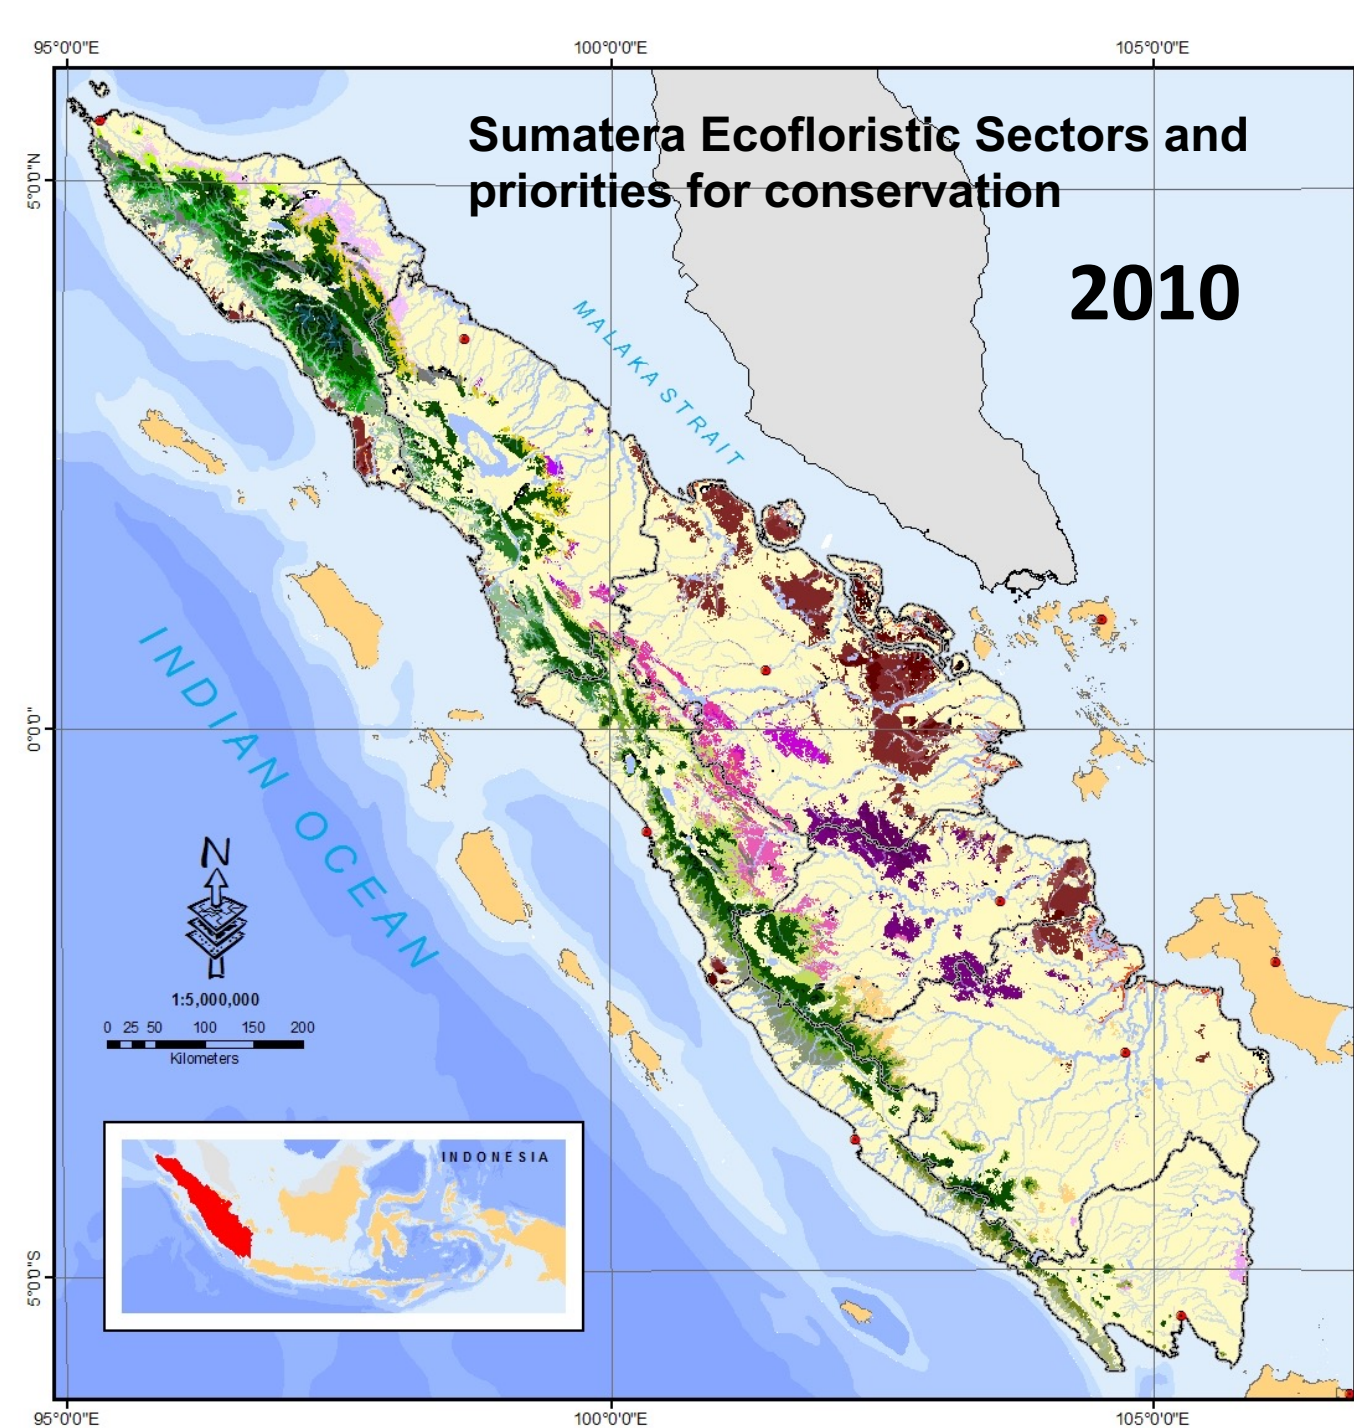 95°0'0"E
100°0'0"E
105°0'0"E
Sumatera Ecofloristic Sectors and
priorities for conservation
5°0'0"N
2010
MALAKA STRAIT
INDIAN OCEAN
0°0'0"
N
1:5,000,000
0 25 50 100 150 200
Kilometers
INDONESIA
5°0'0"S
95°0'0"E
100°0'0"E
105°0'0"E